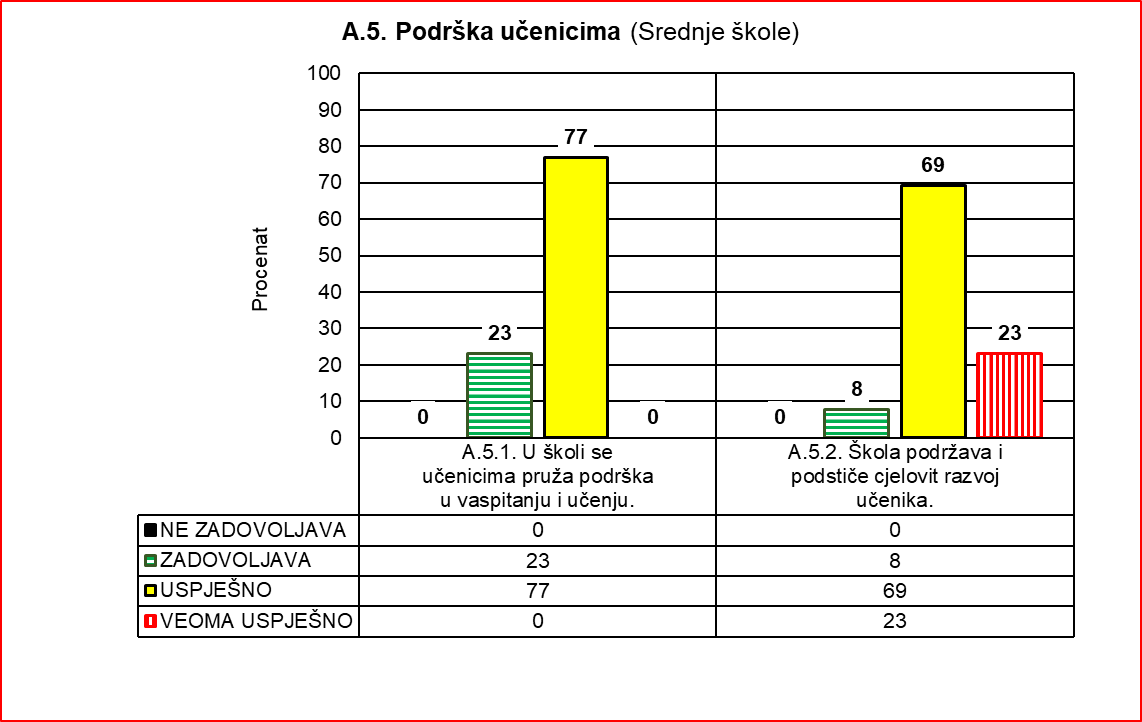 A.5. Podrška učenicima (Srednje škole)
Procenat
100
90
80
70
60
50
40
30
20
10
0
0
23
77
0
0
8
69
23
A.5.1. U školi se
učenicima pruža podrška
u vaspitanju i učenju.
A.5.2. Škola podržava i
podstiče cjelovit razvoj
učenika.
NE ZADOVOLJAVA 0 0
ZADOVOLJAVA 23 8
USPJEŠNO 77 69
VEOMA USPJEŠNO 0 23